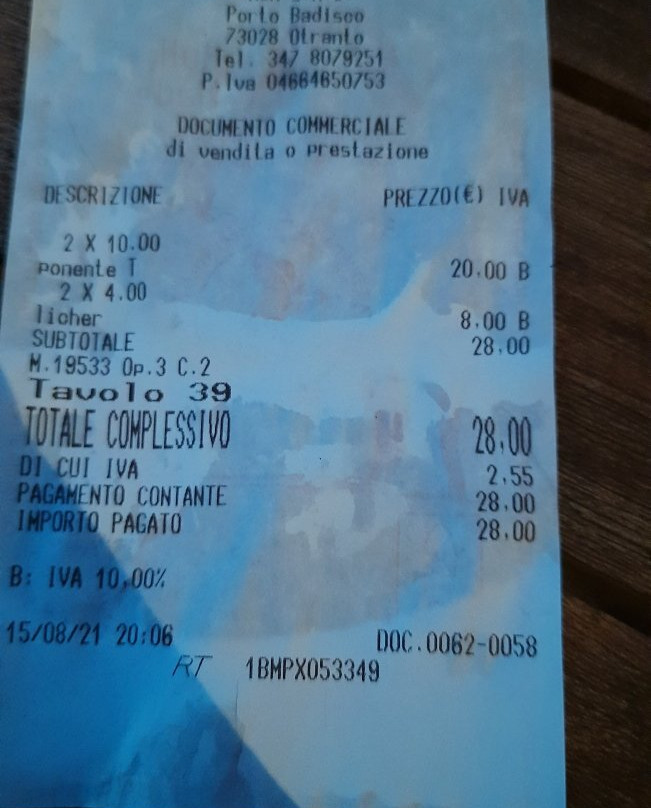 Porto Badisco
73028 Otranto
Tel. 347 8079251
P.Iva 04664650753
DOCUMENTO COMMERCIALE
di vendita o prestazione
DESCRIZIONE PREZZO(€) IVA
2 X 10.00
ponente T 20,00 B
2 X 4.00
licher 8,00 B
SUBTOTALE 28,00
M.19533 Op.3 C.2
Tavolo 39
TOTALE COMPLESSIVO 28,00
DI CUI IVA 2,55
PAGAMENTO CONTANTE 28,00
IMPORTO PAGATO 28,00
B: IVA 10,00%
15/08/21 20:06 DOC.0062-0058
RT 1BMPX053349